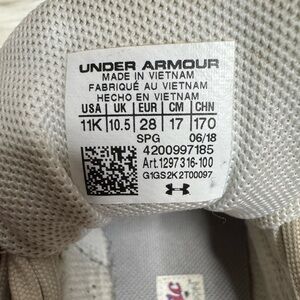 UNDER ARMOUR
MADE IN VIETNAM
FABRIQUÉ AU VIETNAM
HECHO EN VIETNAM
USA UK EUR CM CHN
11K 10.5 28 17 170
SPG 06/18
4200997185
Art.1297316-100
G1GS2K2T00097